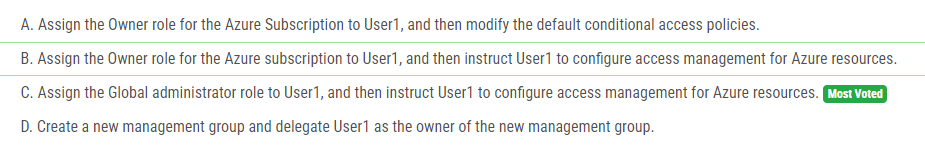 A. Assign the Owner role for the Azure Subscription to User1, and then modify the default conditional access policies.
B. Assign the Owner role for the Azure subscription to User1, and then instruct User1 to configure access management for Azure resources.
C. Assign the Global administrator role to User1, and then instruct User1 to configure access management for Azure resources. Most Voted
D. Create a new management group and delegate User1 as the owner of the new management group.